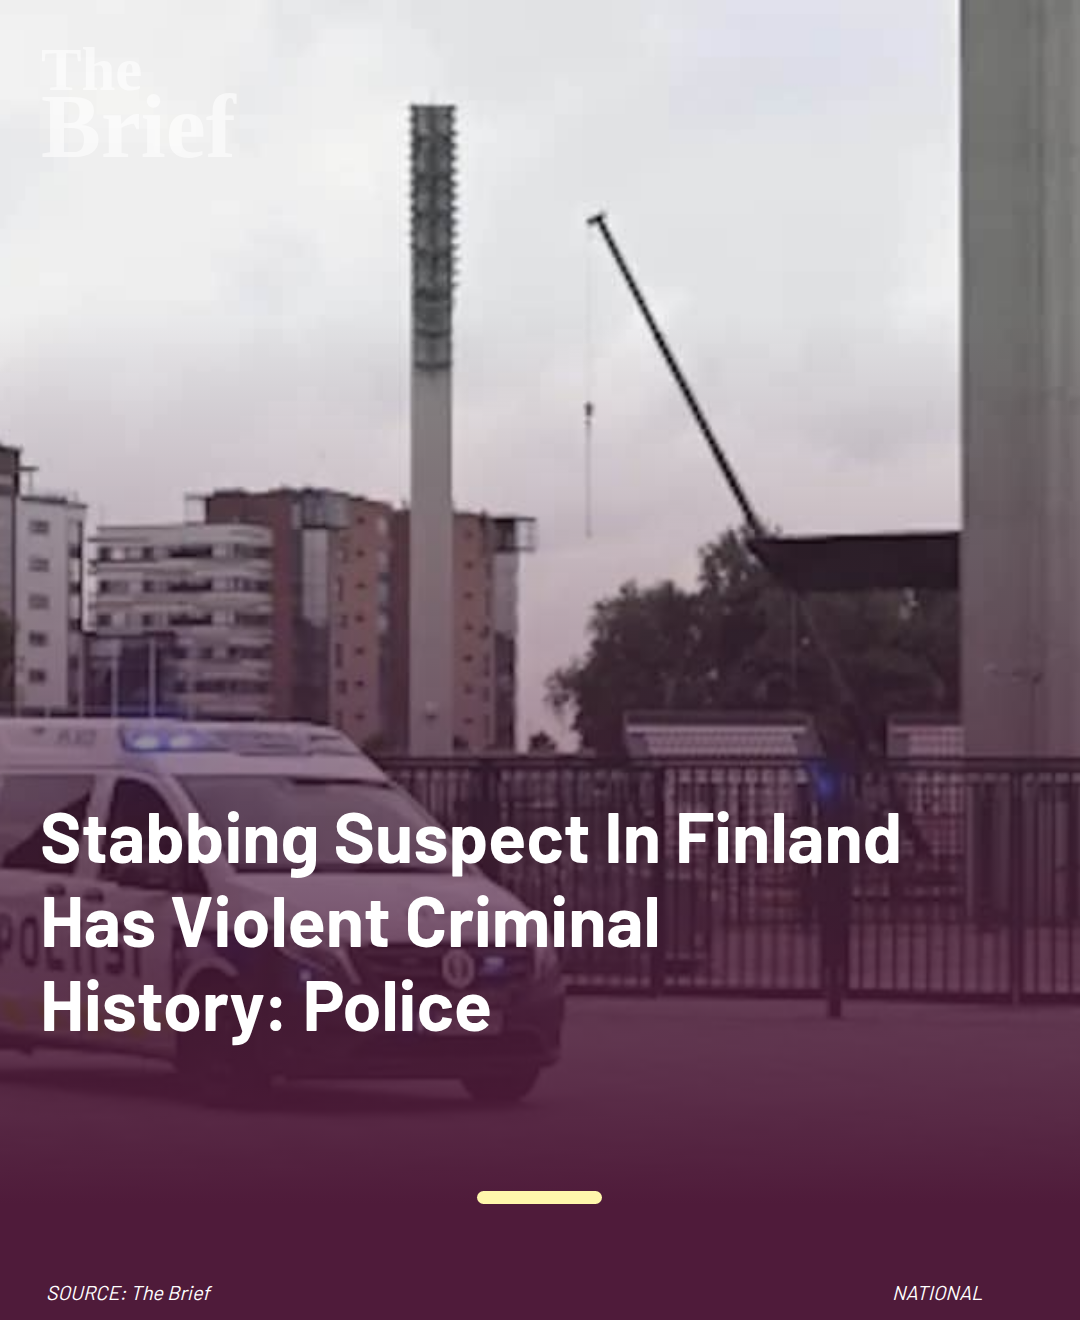 The
Brief
Stabbing Suspect In Finland
Has Violent Criminal
History: Police
SOURCE: The Brief
NATIONAL